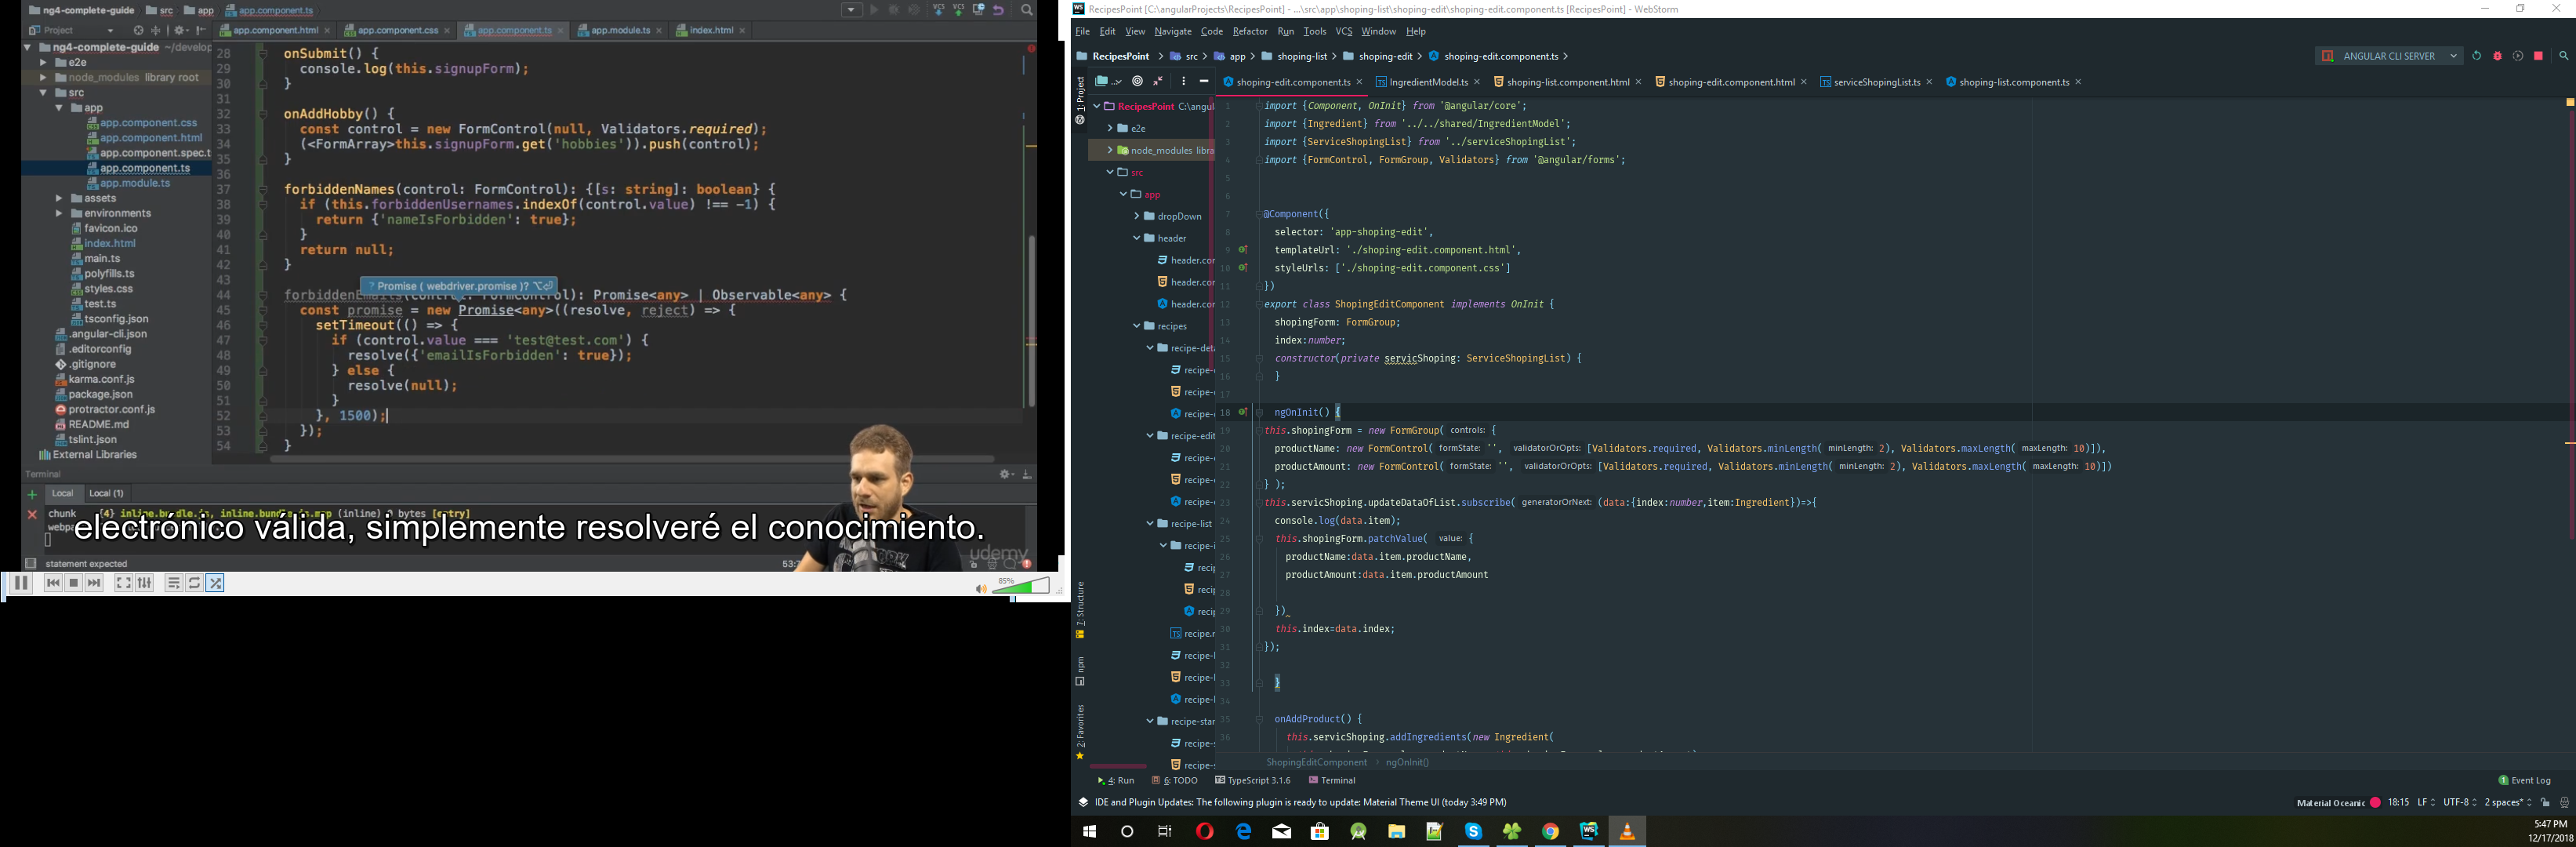 ng4-complete-guide src app app.component.ts
Project
app.component.html app.component.css app.component.ts app.module.ts index.html
ng4-complete-guide ~/develop
e2e
node_modules library root
src
app
app.component.css
app.component.html
app.component.spec.t
app.component.ts
app.module.ts
assets
environments
favicon.ico
index.html
main.ts
polyfills.ts
styles.css
test.ts
tsconfig.json
.angular-cli.json
.editorconfig
.gitignore
karma.conf.js
package.json
protractor.conf.js
README.md
tslint.json
External Libraries
28 onSubmit() {
29 console.log(this.signupForm);
30 }
31
32 onAddHobby() {
33 const control = new FormControl(null, Validators.required);
34 (<FormArray>this.signupForm.get('hobbies')).push(control);
35 }
36
37 forbiddenNames(control: FormControl): {[s: string]: boolean} {
38 if (this.forbiddenUsernames.indexOf(control.value) !== -1) {
39 return {'nameIsForbidden': true};
40 }
41 return null;
42 }
43
? Promise ( webdriver.promise )? ⌥⏎
44 forbiddenEmails(control: FormControl): Promise<any> | Observable<any> {
45 const promise = new Promise<any>((resolve, reject) => {
46 setTimeout(() => {
47 if (control.value === 'test@test.com') {
48 resolve({'emailIsForbidden': true});
49 } else {
50 resolve(null);
51 }
52 }, 1500);
53 });
54 }
Terminal
Local Local (1)
chunk [4] inline.bundle.js, inline.bundle.js.map (inline) 0 bytes [entry]
webpa
electrónico válida, simplemente resolveré el conocimiento.
udemy
statement expected
85%
RecipesPoint [C:\angularProjects\RecipesPoint] - ...\src\app\shoping-list\shoping-edit\shoping-edit.component.ts [RecipesPoint] - WebStorm
File Edit View Navigate Code Refactor Run Tools VCS Window Help
RecipesPoint src app shoping-list shoping-edit shoping-edit.component.ts
ANGULAR CLI SERVER
shoping-edit.component.ts IngredientModel.ts shoping-list.component.html shoping-edit.component.html serviceShopingList.ts shoping-list.component.ts
1: Project
7: Structure
npm
2: Favorites
RecipesPoint C:\angul
e2e
node_modules libra
src
app
dropDown
header
header.cor
header.cor
header.cor
recipes
recipe-deta
recipe-
recipe-
recipe-
recipe-edit
recipe-
recipe-
recipe-
recipe-list
recipe-i
recip
recip
recip
recipe.r
recipe-l
recipe-l
recipe-l
recipe-star
recipe-s
recipe-s
1 import {Component, OnInit} from '@angular/core';
2 import {Ingredient} from '../../shared/IngredientModel';
3 import {ServiceShopingList} from '../serviceShopingList';
4 import {FormControl, FormGroup, Validators} from '@angular/forms';
5
6
7 @Component({
8 selector: 'app-shoping-edit',
9 templateUrl: './shoping-edit.component.html',
10 styleUrls: ['./shoping-edit.component.css']
11 })
12 export class ShopingEditComponent implements OnInit {
13 shopingForm: FormGroup;
14 index:number;
15 constructor(private servicShoping: ServiceShopingList) {
16 }
17
18 ngOnInit() {
19 this.shopingForm = new FormGroup( controls: {
20 productName: new FormControl( formState: '', validatorOrOpts: [Validators.required, Validators.minLength( minLength: 2), Validators.maxLength( maxLength: 10)]),
21 productAmount: new FormControl( formState: '', validatorOrOpts: [Validators.required, Validators.minLength( minLength: 2), Validators.maxLength( maxLength: 10)])
22 } );
23 this.servicShoping.updateDataOfList.subscribe( generatorOrNext: (data:{index:number,item:Ingredient})=>{
24 console.log(data.item);
25 this.shopingForm.patchValue( value: {
26 productName:data.item.productName,
27 productAmount:data.item.productAmount
28
29 })
30 this.index=data.index;
31 });
32
33 }
34
35 onAddProduct() {
36 this.servicShoping.addIngredients(new Ingredient(
ShopingEditComponent ngOnInit()
4: Run 6: TODO TypeScript 3.1.6 Terminal
1 Event Log
IDE and Plugin Updates: The following plugin is ready to update: Material Theme UI (today 3:49 PM)
Material Oceanic 18:15 LF UTF-8 2 spaces*
5:47 PM
12/17/2018